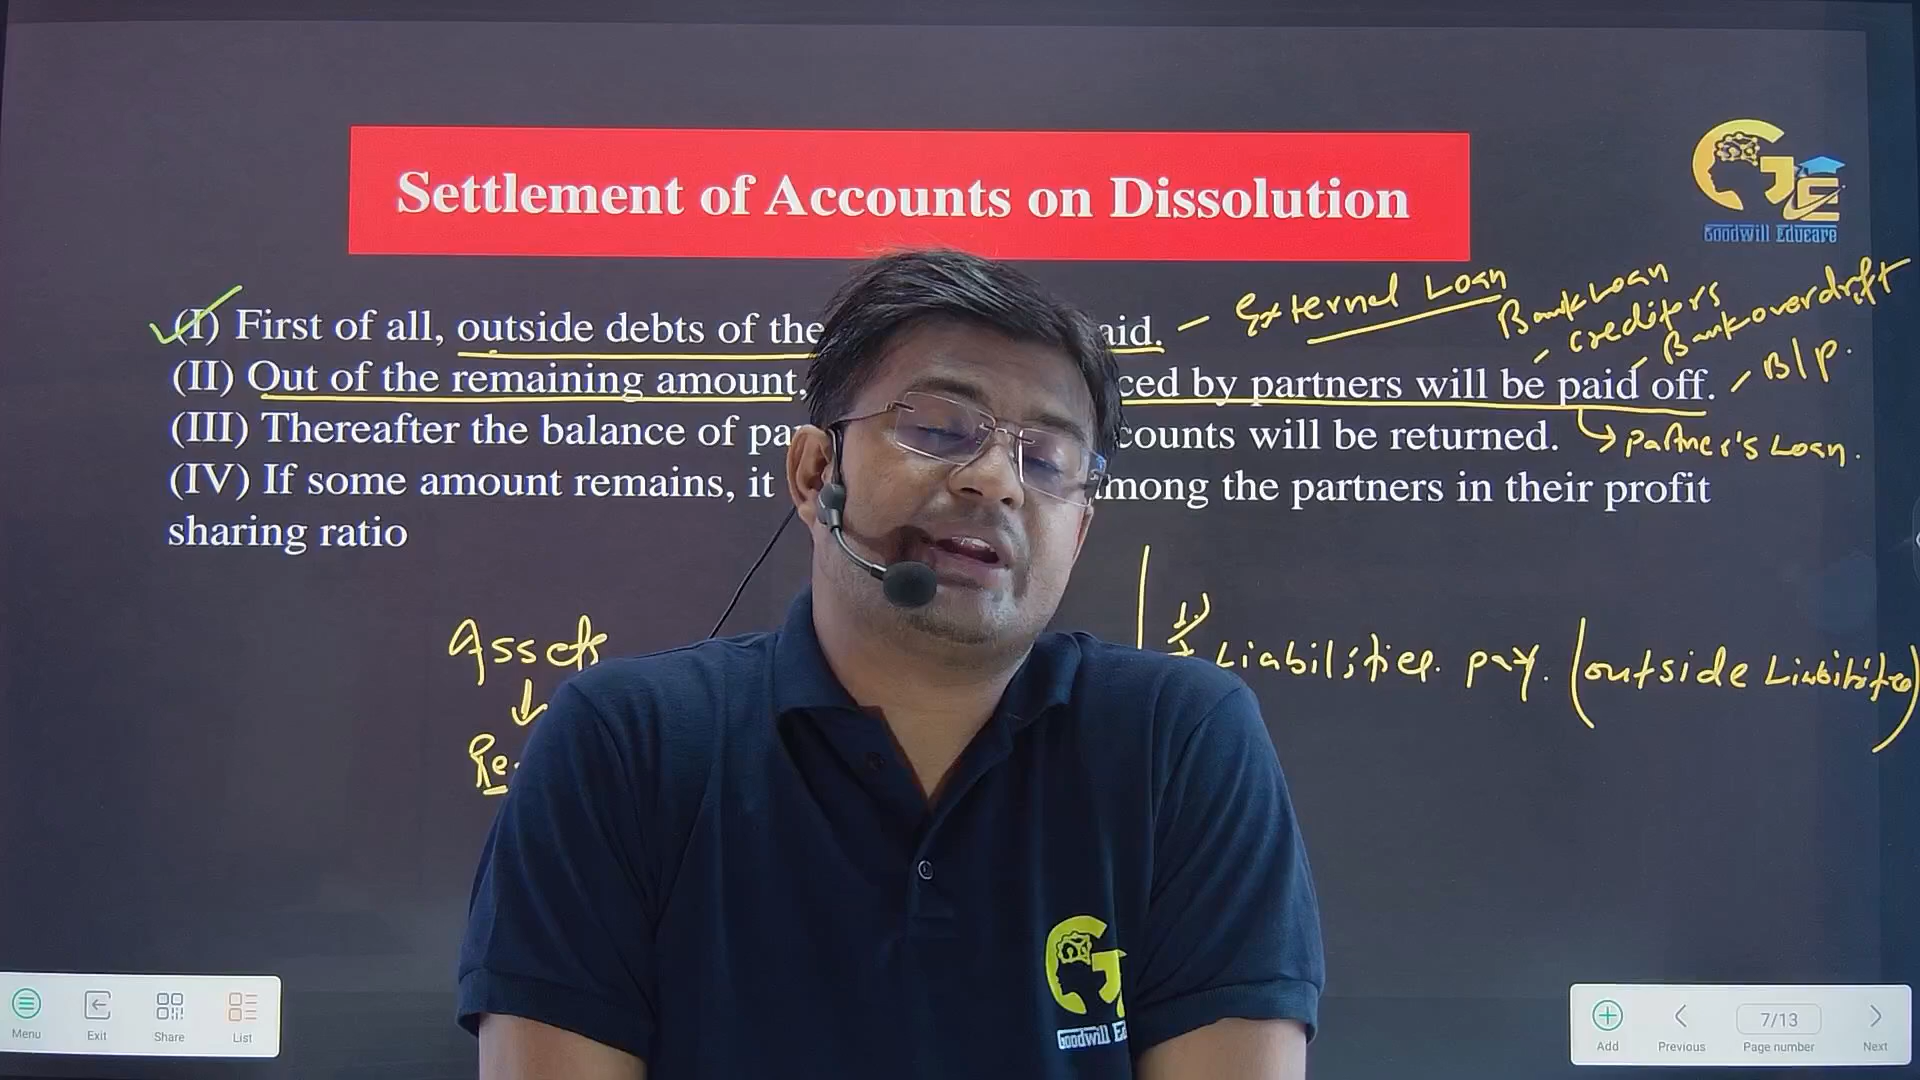 Settlement of Accounts on Dissolution
GE
Goodwill Educare
(I) First of all, outside debts of the aid. - External Loan
Bank Loan
- creditors
- Bank overdraft
(II) Out of the remaining amount, ced by partners will be paid off. - B/P.
(III) Thereafter the balance of pa counts will be returned. → partner's Loan.
(IV) If some amount remains, it mong the partners in their profit
sharing ratio
Assets
1.) Liabilities pay. (outside Liabilities)
Re
G
Goodwill Ed
Menu
Exit
Share
List
Add
Previous
7/13
Page number
Next